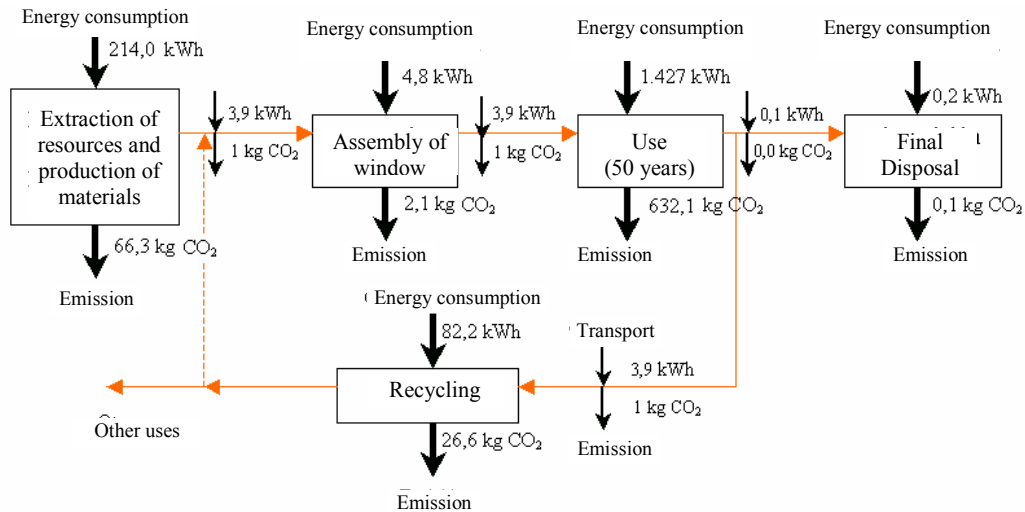 Energy consumption
214,0 kWh
Extraction of
resources and
production of
materials
66,3 kg CO₂
Emission
3,9 kWh
1 kg CO₂
Energy consumption
4,8 kWh
Assembly of
window
2,1 kg CO₂
Emission
3,9 kWh
1 kg CO₂
Energy consumption
1.427 kWh
Use
(50 years)
632,1 kg CO₂
Emission
0,1 kWh
0,0 kg CO₂
Energy consumption
0,2 kWh
Final
Disposal
0,1 kg CO₂
Emission
Energy consumption
82,2 kWh
Recycling
26,6 kg CO₂
Emission
Transport
3,9 kWh
1 kg CO₂
Emission
Other uses